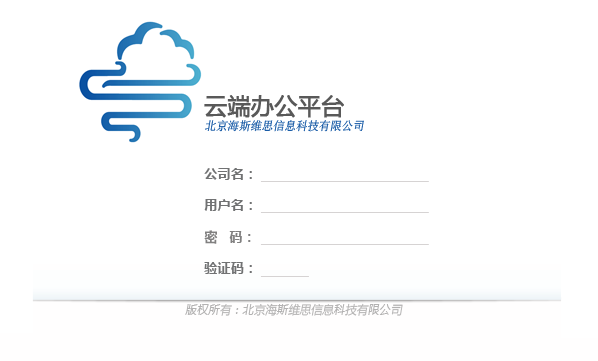 云端办公平台
北京海斯维思信息科技有限公司
公司名：
用户名：
密 码：
验证码：
版权所有：北京海斯维思信息科技有限公司